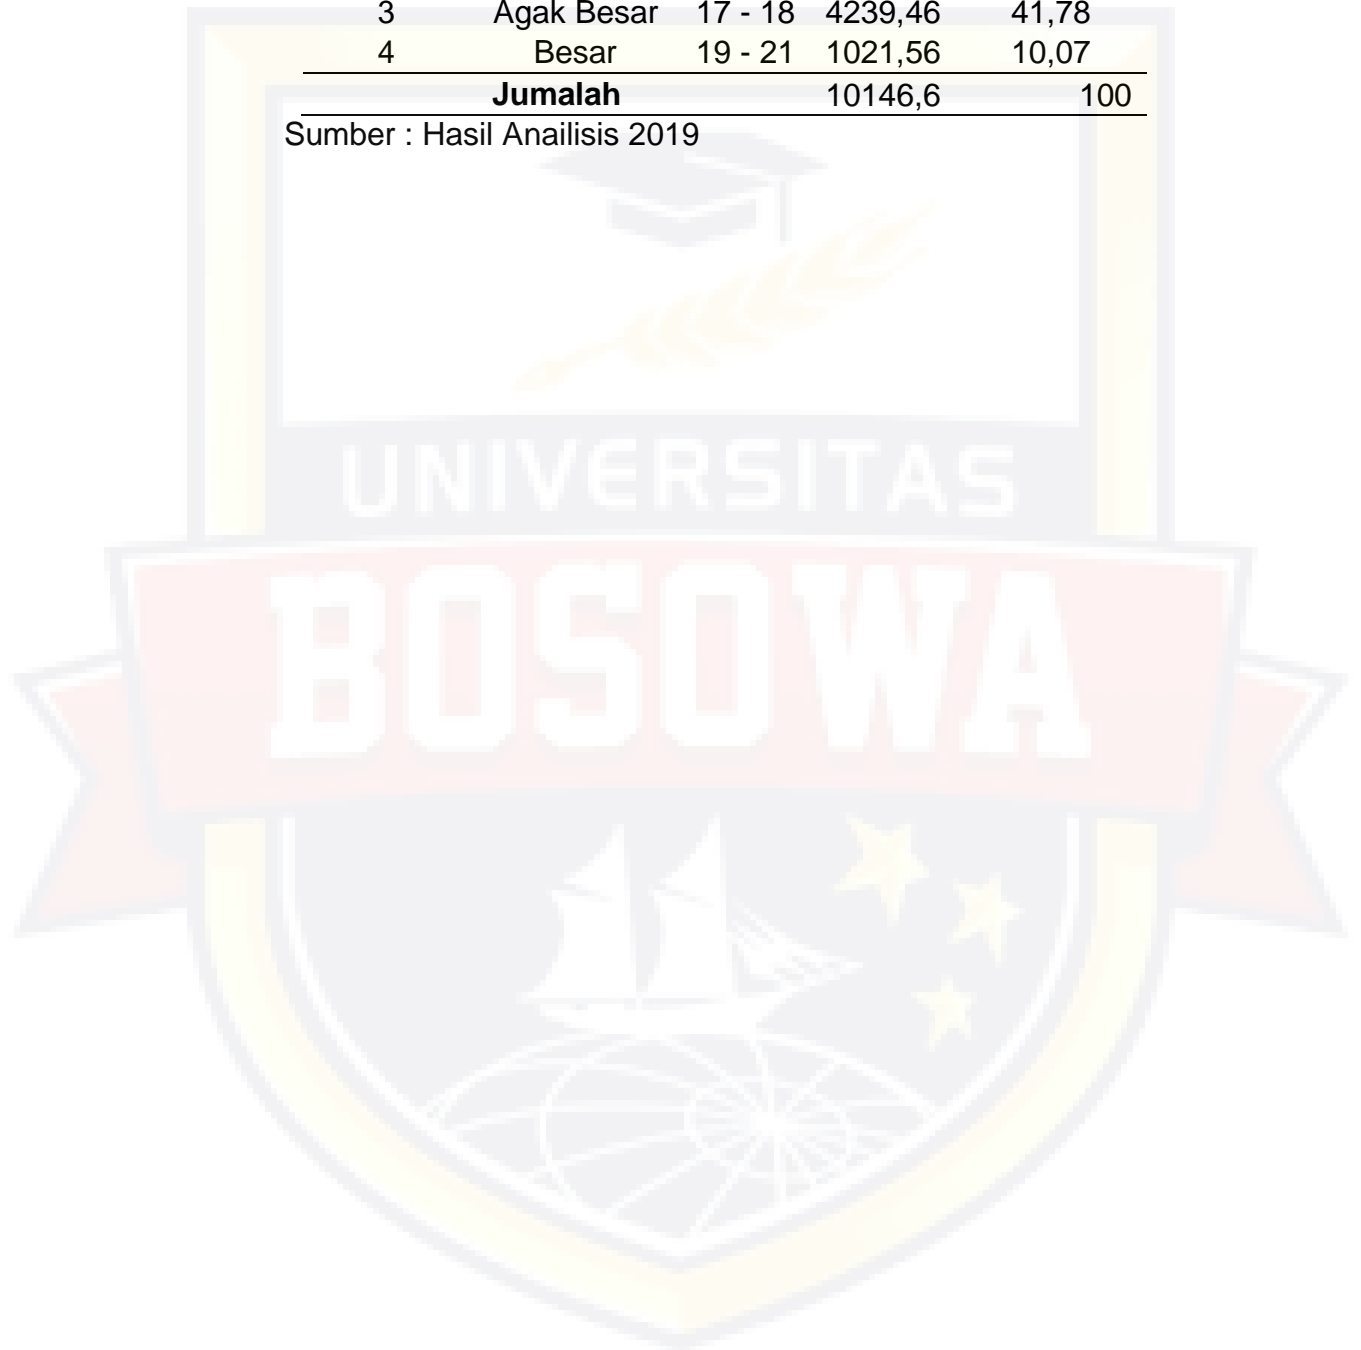 3 Agak Besar 17 - 18 4239,46 41,78
4 Besar 19 - 21 1021,56 10,07
Jumalah 10146,6 100
Sumber : Hasil Anailisis 2019
UNIVERSITAS
BOSOWA